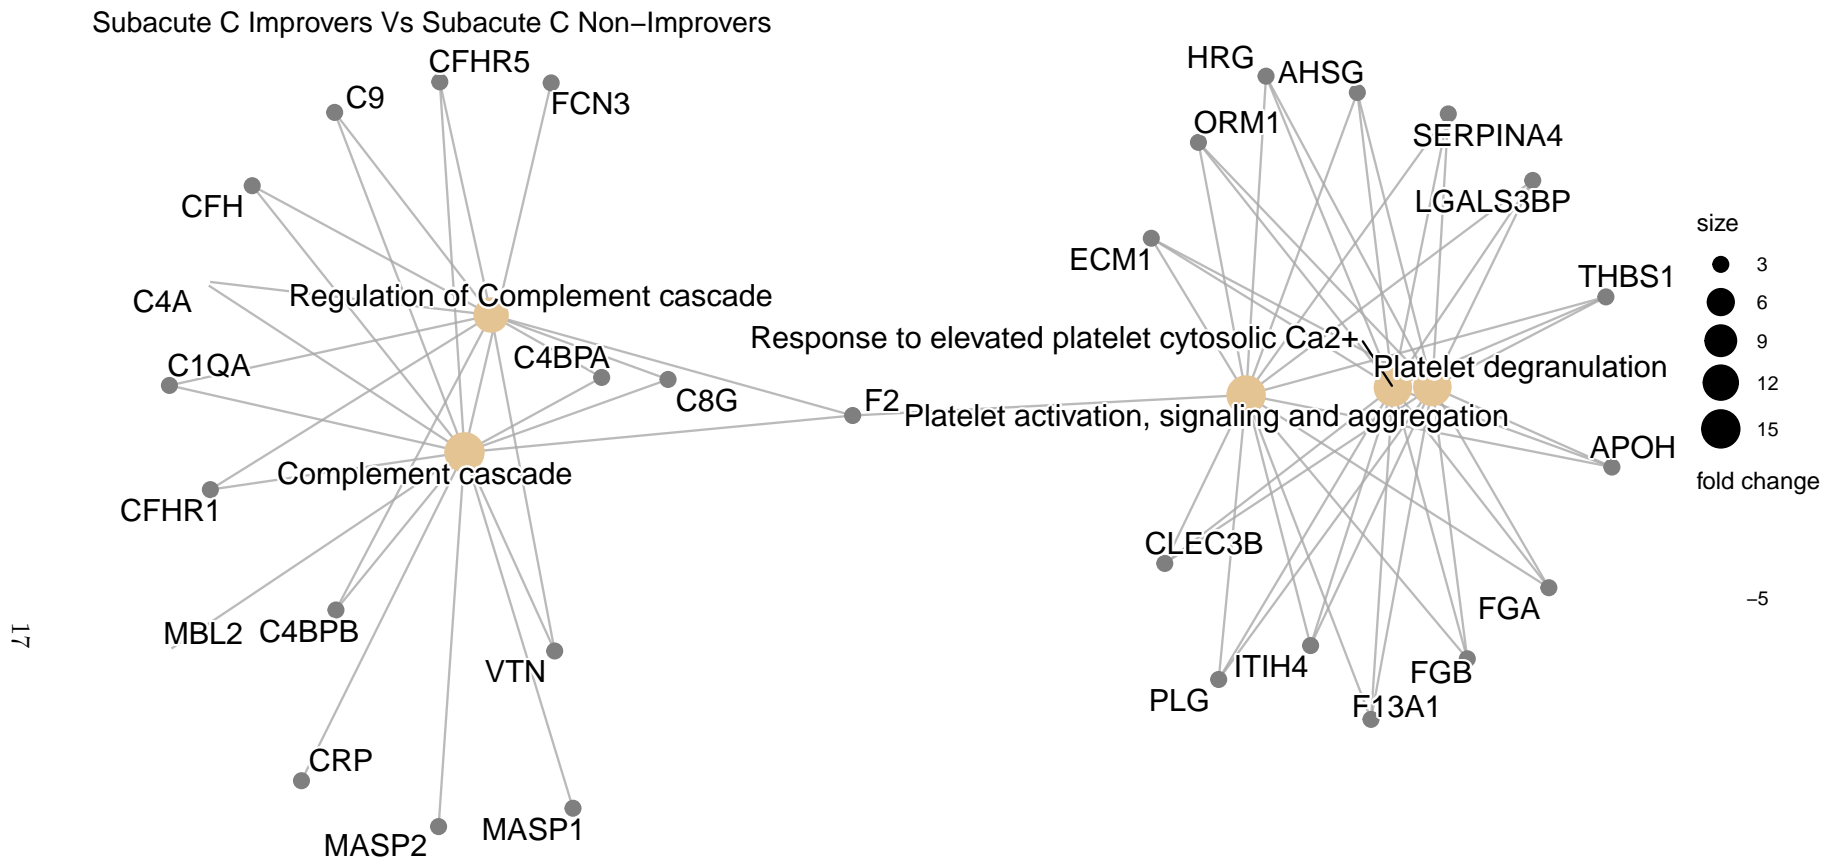 Subacute C Improvers Vs Subacute C Non−Improvers
CFHR5
C9
FCN3
CFH
C4A
Regulation of Complement cascade
C1QA
C4BPA
C8G
F2
Complement cascade
CFHR1
MBL2
C4BPB
VTN
CRP
MASP1
MASP2
HRG
AHSG
ORM1
SERPINA4
LGALS3BP
ECM1
THBS1
Response to elevated platelet cytosolic Ca2+
Platelet degranulation
Platelet activation, signaling and aggregation
APOH
CLEC3B
FGA
ITIH4
FGB
PLG
F13A1
size
3
6
9
12
15
fold change
−5
17